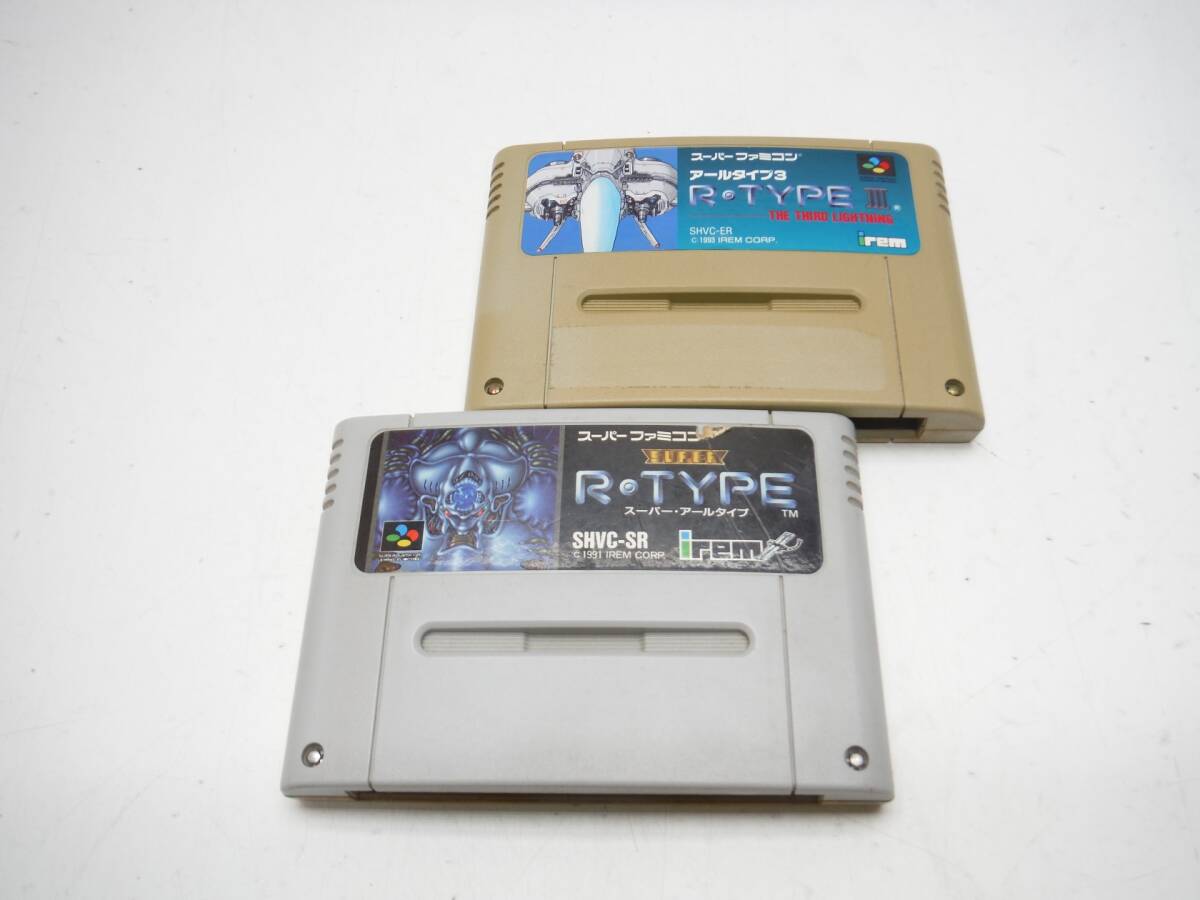 スーパーファミコン
アールタイプ3
R・TYPE III®
THE THIRD LIGHTNING
SHVC-ER
© 1993 IREM CORP.
irem
スーパーファミコン
SUPER
R・TYPE
スーパー・アールタイプ
TM
SHVC-SR
© 1991 IREM CORP.
irem